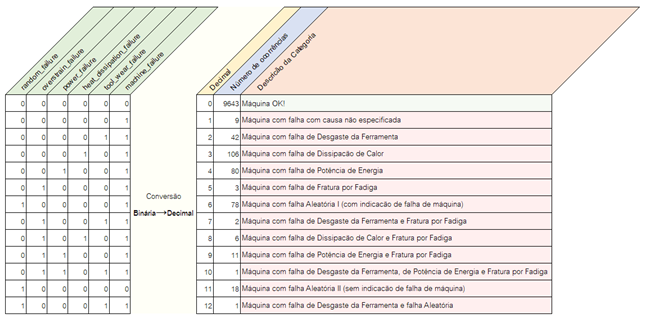 random_failure overstrain_failure power_failure heat_dissipation_failure tool_wear_failure machine_failure Decimal Número de ocorrências Descrição da Categoria
0 0 0 0 0 0 0 9643 Máquina OK!
0 0 0 0 0 1 1 9 Máquina com falha com causa não especificada
0 0 0 0 1 1 2 42 Máquina com falha de Desgaste da Ferramenta
0 0 0 1 0 1 3 106 Máquina com falha de Dissipação de Calor
0 0 1 0 0 1 4 80 Máquina com falha de Potência de Energia
0 1 0 0 0 1 5 3 Máquina com falha de Fratura por Fadiga
1 0 0 0 0 1 6 78 Máquina com falha Aleatória I (com indicação de falha de máquina)
0 1 0 0 1 1 7 2 Máquina com falha de Desgaste da Ferramenta e Fratura por Fadiga
0 1 0 1 0 1 8 6 Máquina com falha de Dissipação de Calor e Fratura por Fadiga
0 1 1 0 0 1 9 11 Máquina com falha de Potência de Energia e Fratura por Fadiga
0 1 1 0 1 1 10 1 Máquina com falha de Desgaste da Ferramenta, de Potência de Energia e Fratura por Fadiga
1 0 0 0 0 0 11 18 Máquina com falha Aleatória II (sem indicação de falha de máquina)
1 0 0 0 1 1 12 1 Máquina com falha de Desgaste da Ferramenta e falha Aleatória
Conversão
Binária→Decimal